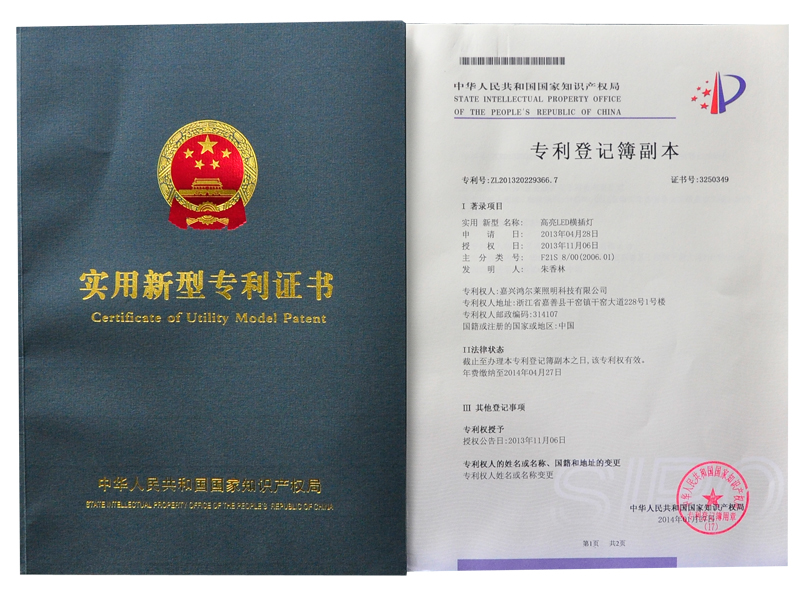 实用新型专利证书
Certificate of Utility Model Patent
中华人民共和国国家知识产权局
STATE INTELLECTUAL PROPERTY OFFICE OF THE PEOPLE'S REPUBLIC OF CHINA
中华人民共和国国家知识产权局
STATE INTELLECTUAL PROPERTY OFFICE
OF THE PEOPLE'S REPUBLIC OF CHINA
专利登记簿副本
专利号:ZL201320229366.7 证书号:3250349
I 著录项目
实用 新型 名称: 高亮LED横插灯
申 请 日: 2013年04月28日
授 权 日: 2013年11月06日
主 分 类 号: F21S 8/00(2006.01)
发 明 人: 朱香林
专利权人:嘉兴鸿尔莱照明科技有限公司
专利权人地址:浙江省嘉善县干窑镇干窑大道228号1号楼
专利权人邮政编码:314107
国籍或注册的国家或地区:中国
II法律状态
截止至办理本专利登记簿副本之日,该专利权有效。
年费缴纳至2014年04月27日
III 其他登记事项
专利权授予
授权公告日:2013年11月06日
专利权人的姓名或名称、国籍和地址的变更
专利权人姓名或名称变更
SIPO
中华人民共和国国家知识产权局
2014年
第1页 共2页